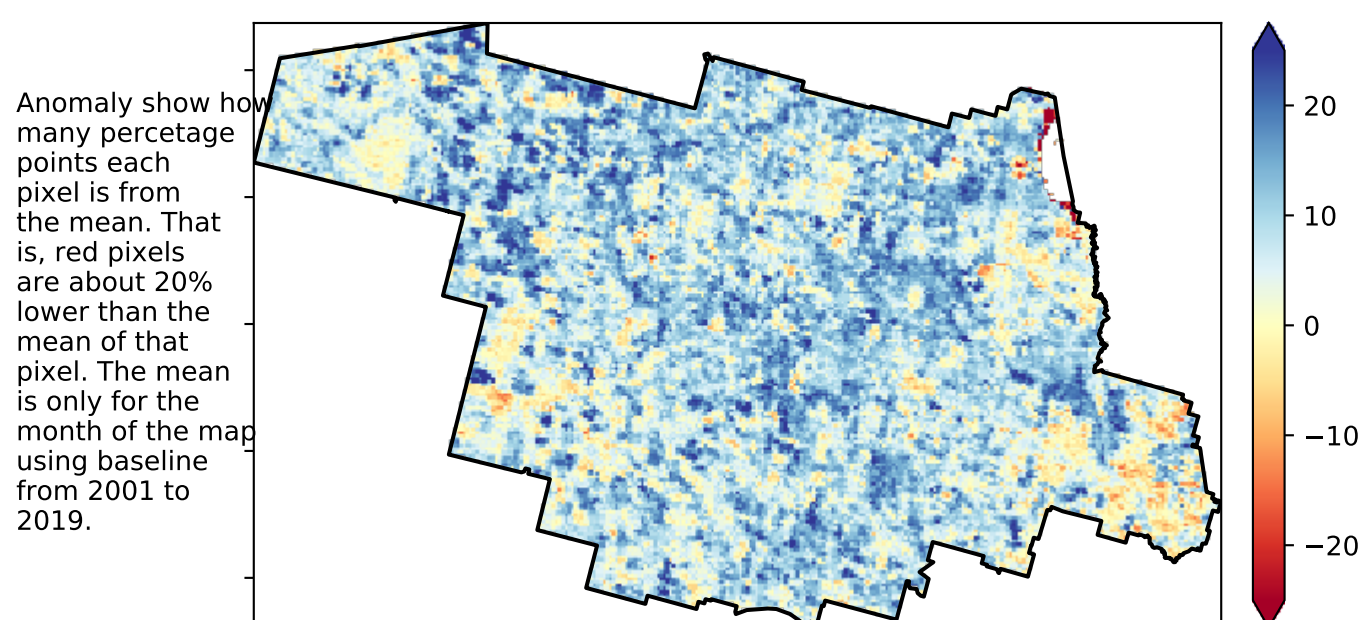 Anomaly show how
many percetage
points each
pixel is from
the mean. That
is, red pixels
are about 20%
lower than the
mean of that
pixel. The mean
is only for the
month of the map
using baseline
from 2001 to
2019.
20
10
0
−10
−20